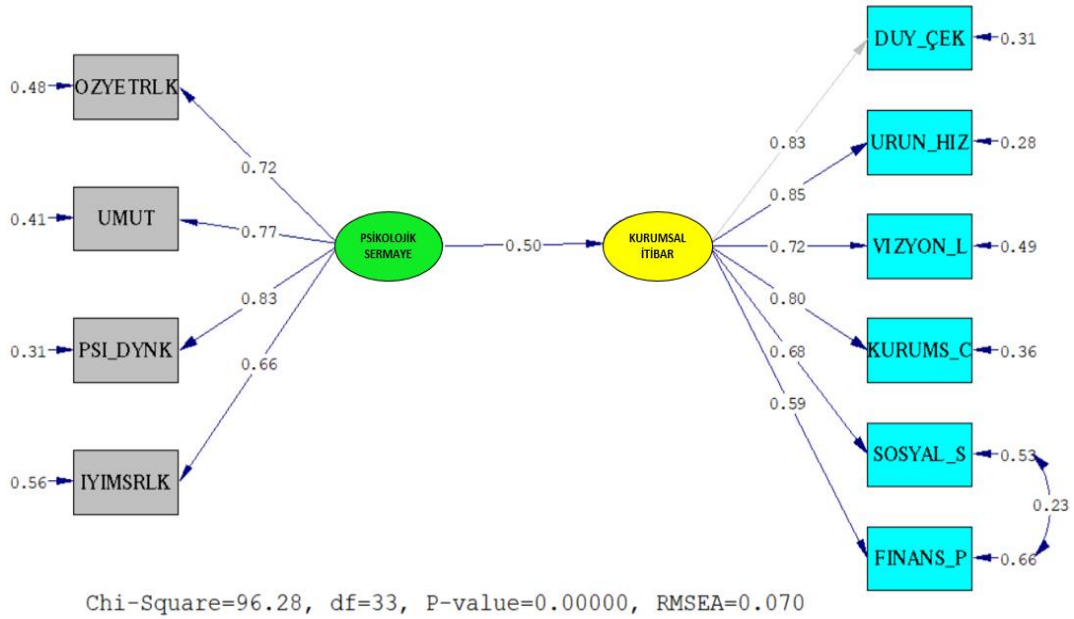 0.48 OZYETRLK
0.72
0.41 UMUT
0.77
0.31 PSI_DYNK
0.83
0.56 IYIMSRLK
0.66
PSİKOLOJİK
SERMAYE
0.50
KURUMSAL
İTİBAR
0.83
DUY_ÇEK 0.31
0.85
URUN_HIZ 0.28
0.72
VIZYON_L 0.49
0.80
KURUMS_C 0.36
0.68
SOSYAL_S 0.53
0.59
FINANS_P 0.66
0.23
Chi-Square=96.28, df=33, P-value=0.00000, RMSEA=0.070